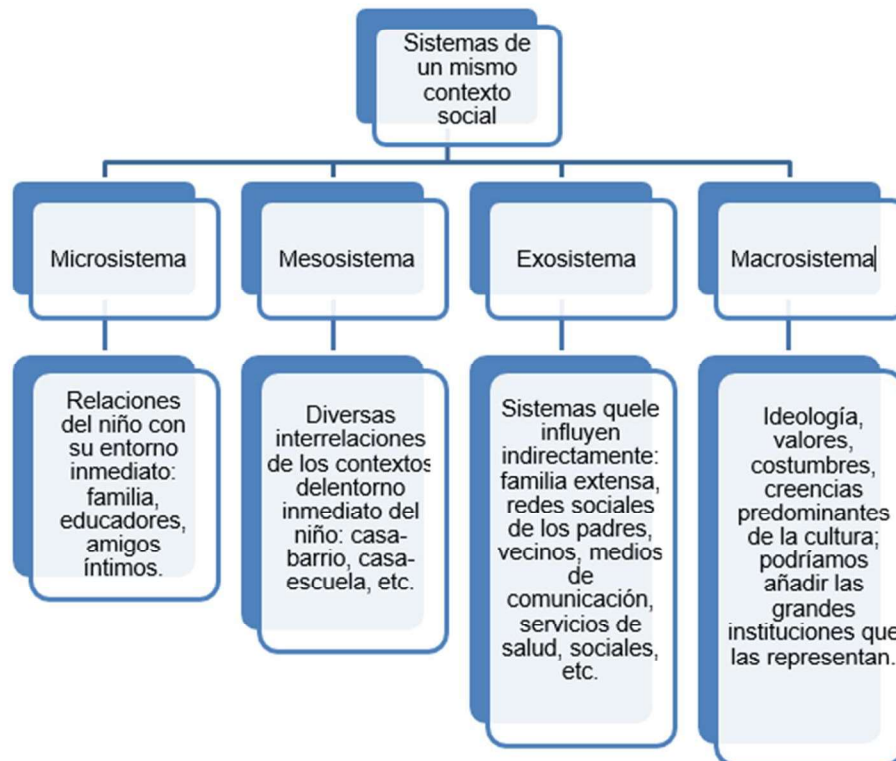 Sistemas de
un mismo
contexto
social
Microsistema
Mesosistema
Exosistema
Macrosistema
Relaciones
del niño con
su entorno
inmediato:
familia,
educadores,
amigos
íntimos.
Diversas
interrelaciones
de los contextos
delentorno
inmediato del
niño: casa-
barrio, casa-
escuela, etc.
Sistemas quele
influyen
indirectamente:
familia extensa,
redes sociales
de los padres,
vecinos, medios
de
comunicación,
servicios de
salud, sociales,
etc.
Ideología,
valores,
costumbres,
creencias
predominantes
de la cultura;
podríamos
añadir las
grandes
instituciones que
las representan.